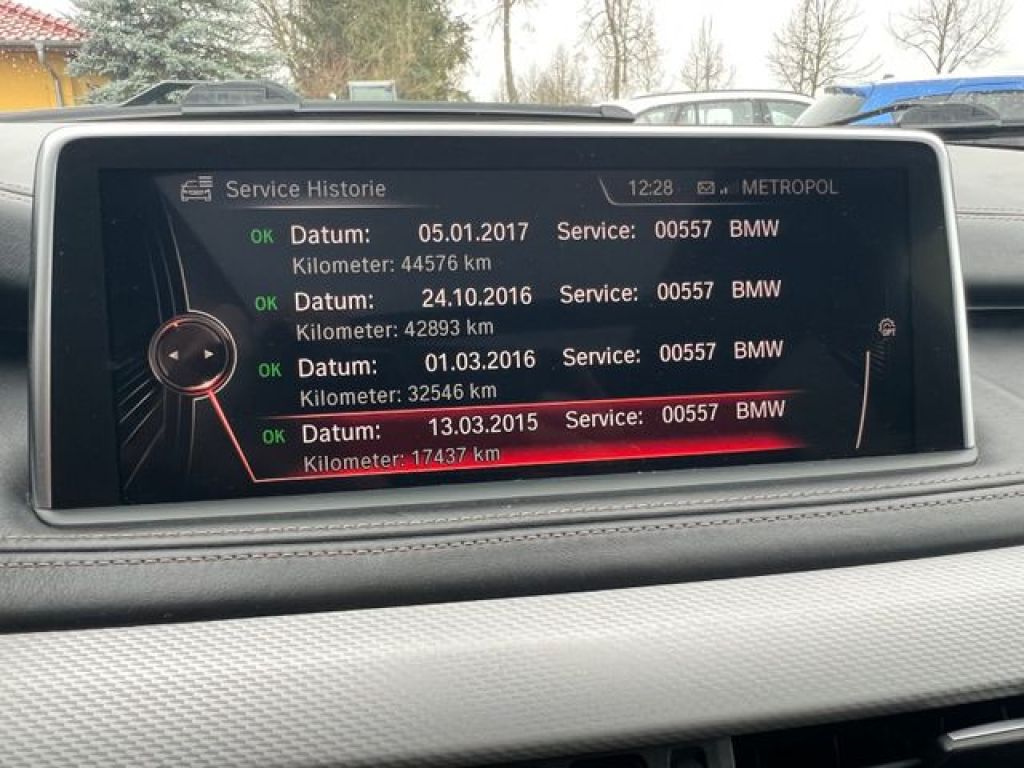 Service Historie 12:28 METROPOL
OK Datum: 05.01.2017 Service: 00557 BMW
Kilometer: 44576 km
OK Datum: 24.10.2016 Service: 00557 BMW
Kilometer: 42893 km
OK Datum: 01.03.2016 Service: 00557 BMW
Kilometer: 32546 km
OK Datum: 13.03.2015 Service: 00557 BMW
Kilometer: 17437 km